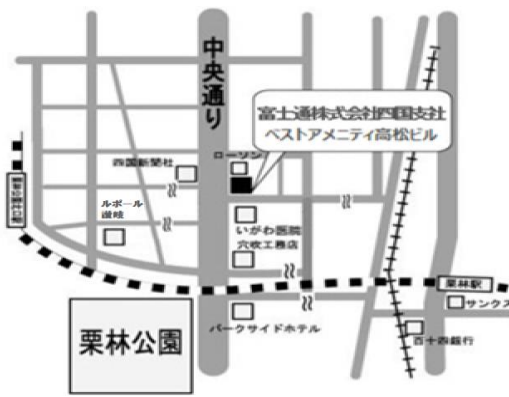 中央通り
富士通株式会社四国支社
ベストアメニティ高松ビル
ローソン
四国新聞社
ルポール
讃岐
いがわ医院
穴吹工務店
栗林駅
サンクス
パークサイドホテル
百十四銀行
栗林公園